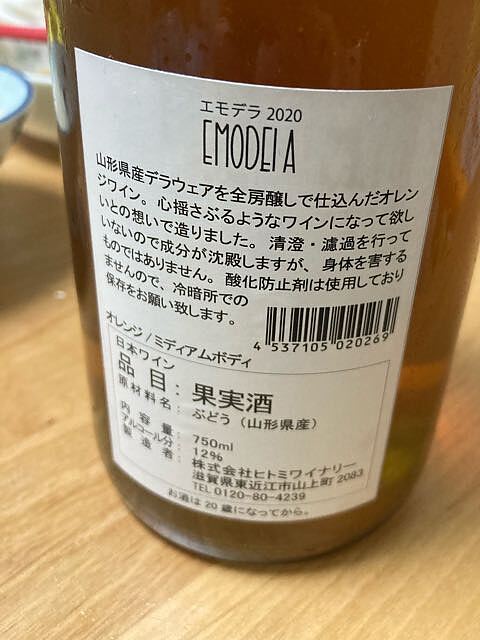 エモデラ 2020
EMODELA
山形県産デラウェアを全房醸しで仕込んだオレン
ジワイン。心揺さぶるようなワインになって欲し
いとの想いで造りました。清澄・濾過を行って
いないので成分が沈殿しますが、身体を害する
ものではありません。酸化防止剤は使用しており
ませんので、冷暗所での
保存をお願い致します。
4 537105 020269
オレンジ/ミディアムボディ
日本ワイン
品目：果実酒
原材料名：ぶどう（山形県産）
内容量：750ml
アルコール分：12%
製造者：株式会社ヒトミワイナリー
滋賀県東近江市山上町 2083
TEL 0120-80-4239
お酒は 20 歳になってから。